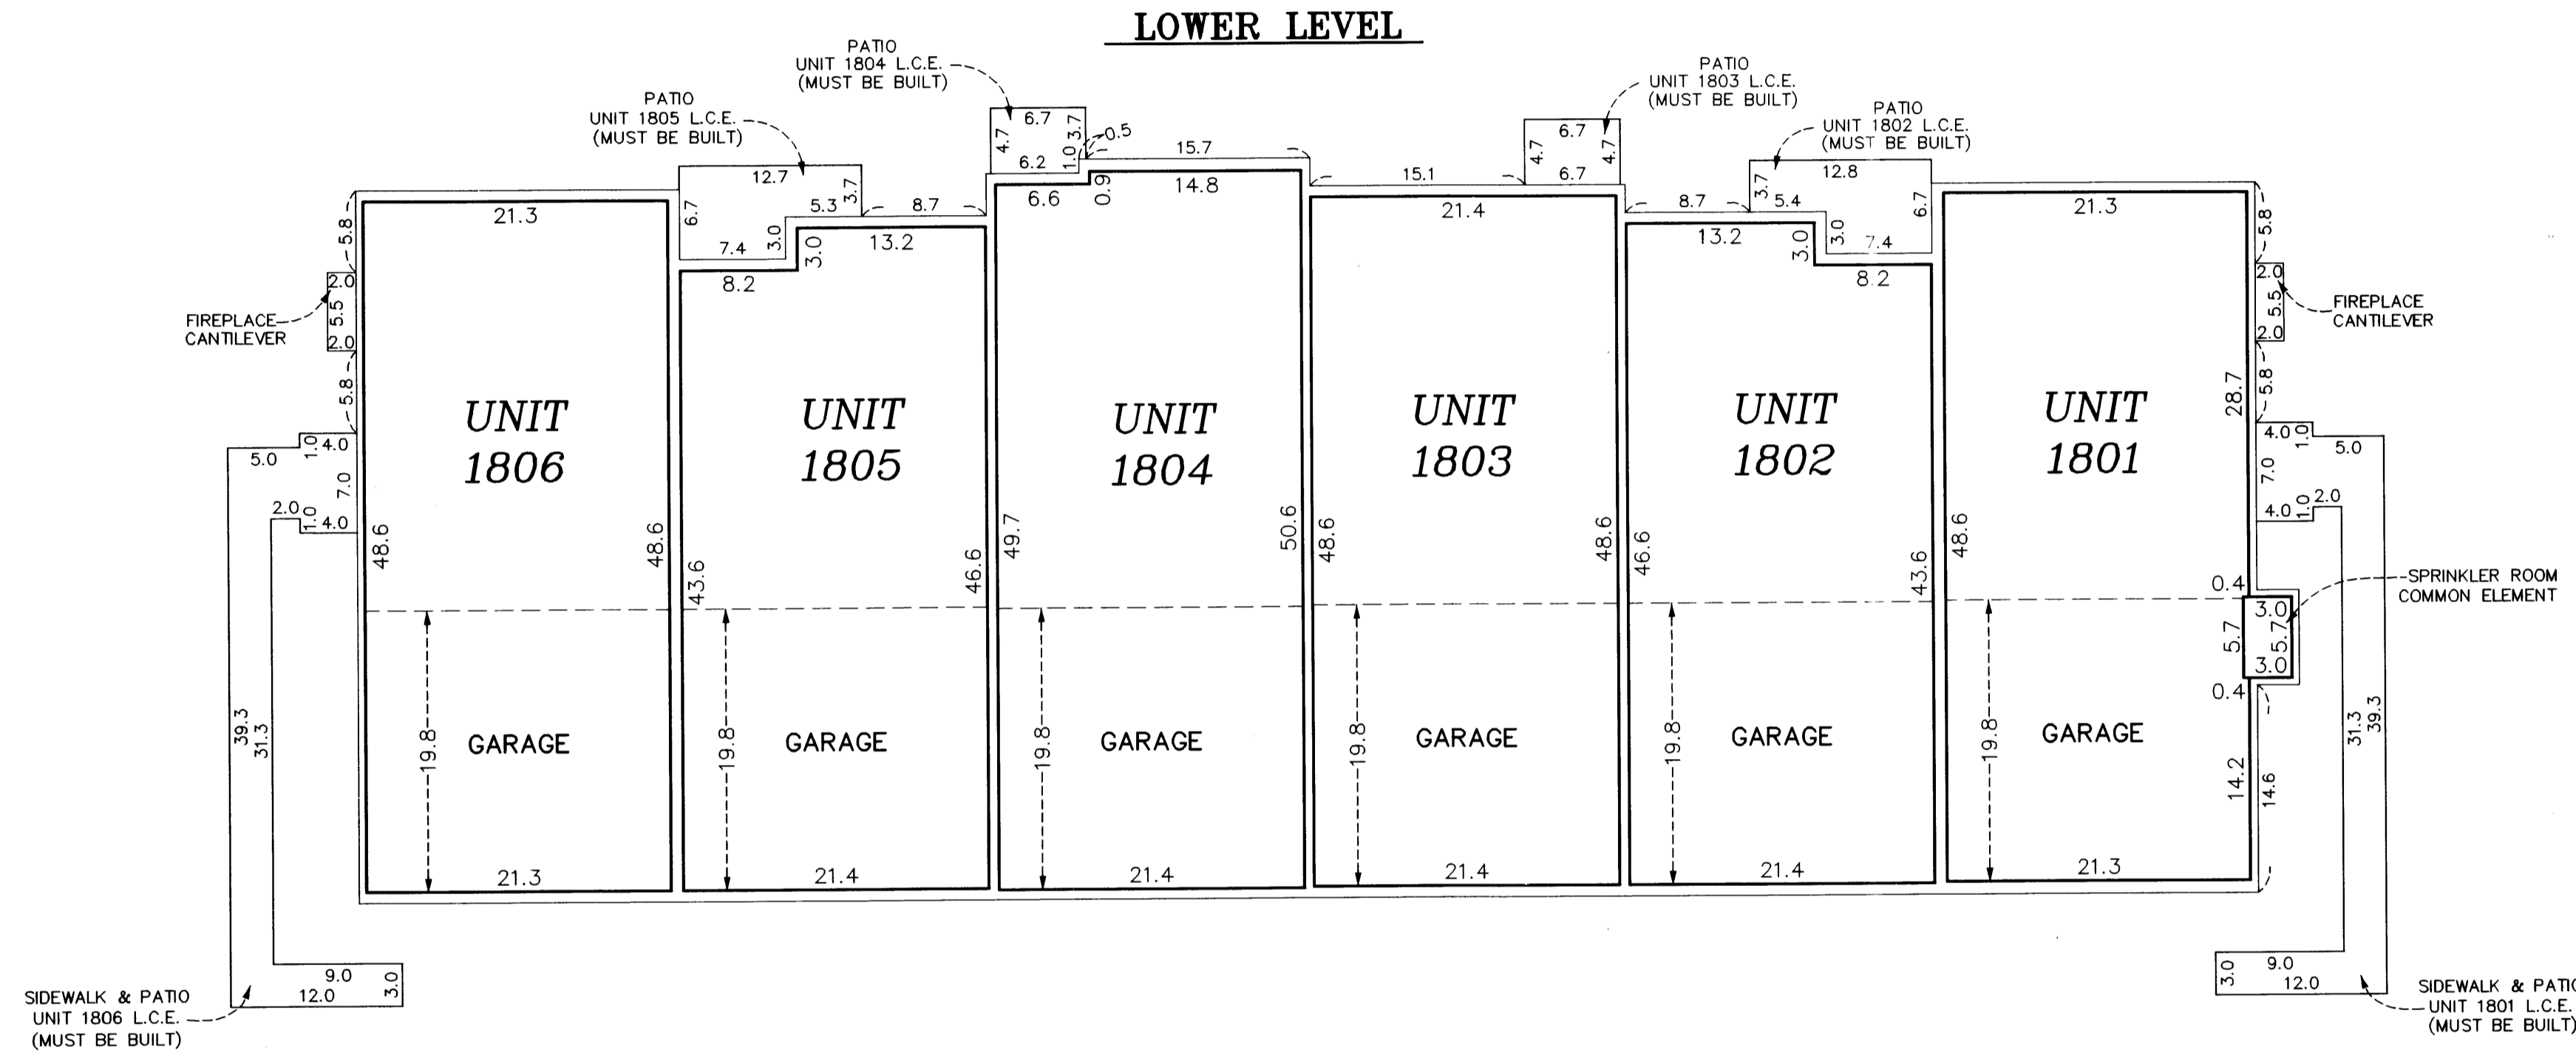 LOWER LEVEL
PATIO
UNIT 1804 L.C.E.
(MUST BE BUILT)
PATIO
UNIT 1803 L.C.E.
(MUST BE BUILT)
PATIO
UNIT 1805 L.C.E.
(MUST BE BUILT)
PATIO
UNIT 1802 L.C.E.
(MUST BE BUILT)
6.7
4.7
3.7
0.5
6.2
1.0
15.7
6.7
4.7
4.7
6.7
15.1
12.7
3.7
5.3
8.7
6.7
7.4
3.0
12.8
3.7
5.4
8.7
6.7
3.0
7.4
21.3
8.2
3.0
13.2
6.6
0.9
14.8
21.4
13.2
3.0
8.2
21.3
5.8
2.0
5.5
2.0
5.8
FIREPLACE
CANTILEVER
5.8
2.0
5.5
2.0
5.8
FIREPLACE
CANTILEVER
UNIT
1806
UNIT
1805
UNIT
1804
UNIT
1803
UNIT
1802
UNIT
1801
28.7
1.0
4.0
5.0
7.0
2.0
1.0
4.0
4.0
1.0
5.0
7.0
4.0
1.0
2.0
48.6
48.6
43.6
46.6
49.7
50.6
48.6
48.6
46.6
43.6
48.6
0.4
3.0
5.7
5.7
3.0
0.4
SPRINKLER ROOM
COMMON ELEMENT
39.3
31.3
19.8
GARAGE
19.8
GARAGE
19.8
GARAGE
19.8
GARAGE
19.8
GARAGE
19.8
GARAGE
14.2
14.6
31.3
39.3
21.3
21.4
21.4
21.4
21.4
21.3
9.0
12.0
3.0
3.0
9.0
12.0
SIDEWALK & PATIO
UNIT 1806 L.C.E.
(MUST BE BUILT)
SIDEWALK & PATIO
UNIT 1801 L.C.E.
(MUST BE BUILT)